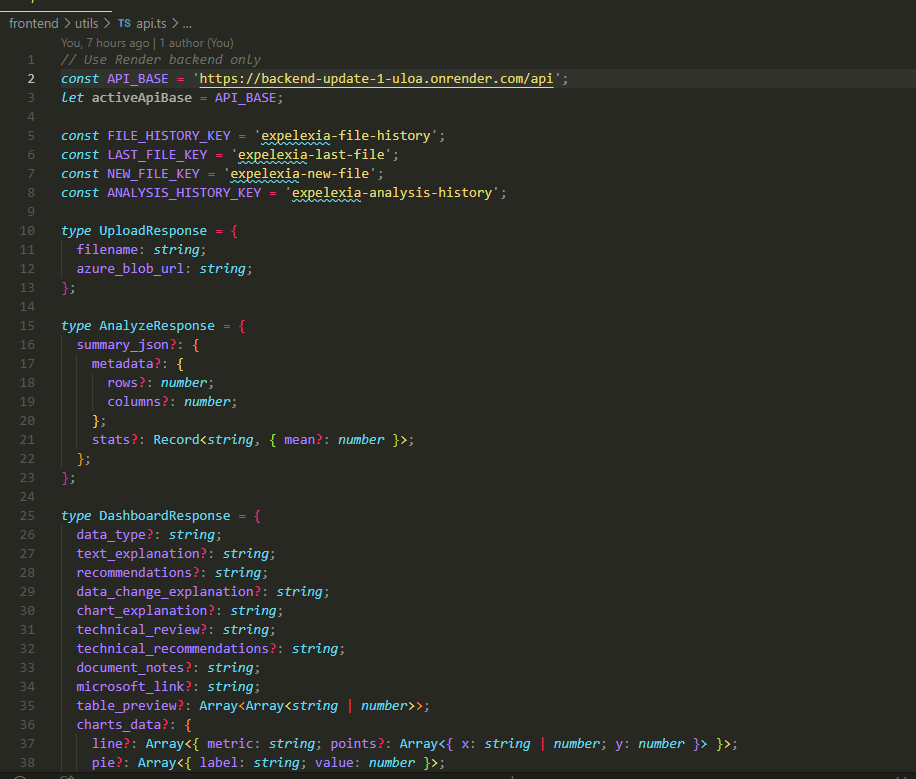 frontend > utils > TS api.ts > ...
You, 7 hours ago | 1 author (You)
1 // Use Render backend only
2 const API_BASE = 'https://backend-update-1-uloa.onrender.com/api';
3 let activeApiBase = API_BASE;
4
5 const FILE_HISTORY_KEY = 'expelexia-file-history';
6 const LAST_FILE_KEY = 'expelexia-last-file';
7 const NEW_FILE_KEY = 'expelexia-new-file';
8 const ANALYSIS_HISTORY_KEY = 'expelexia-analysis-history';
9
10 type UploadResponse = {
11 filename: string;
12 azure_blob_url: string;
13 };
14
15 type AnalyzeResponse = {
16 summary_json?: {
17 metadata?: {
18 rows?: number;
19 columns?: number;
20 };
21 stats?: Record<string, { mean?: number }>;
22 };
23 };
24
25 type DashboardResponse = {
26 data_type?: string;
27 text_explanation?: string;
28 recommendations?: string;
29 data_change_explanation?: string;
30 chart_explanation?: string;
31 technical_review?: string;
32 technical_recommendations?: string;
33 document_notes?: string;
34 microsoft_link?: string;
35 table_preview?: Array<Array<string | number>>;
36 charts_data?: {
37 line?: Array<{ metric: string; points?: Array<{ x: string | number; y: number }> }>;
38 pie?: Array<{ label: string; value: number }>;